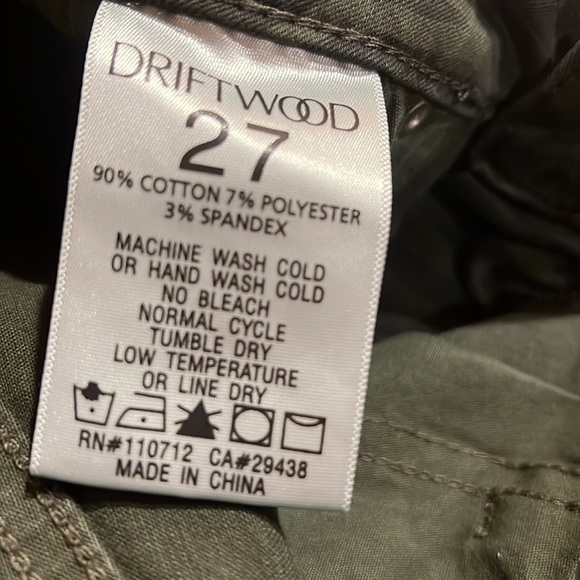 DRIFTWOOD
27
90% COTTON 7% POLYESTER
3% SPANDEX
MACHINE WASH COLD
OR HAND WASH COLD
NO BLEACH
NORMAL CYCLE
TUMBLE DRY
LOW TEMPERATURE
OR LINE DRY
RN#110712 CA#29438
MADE IN CHINA